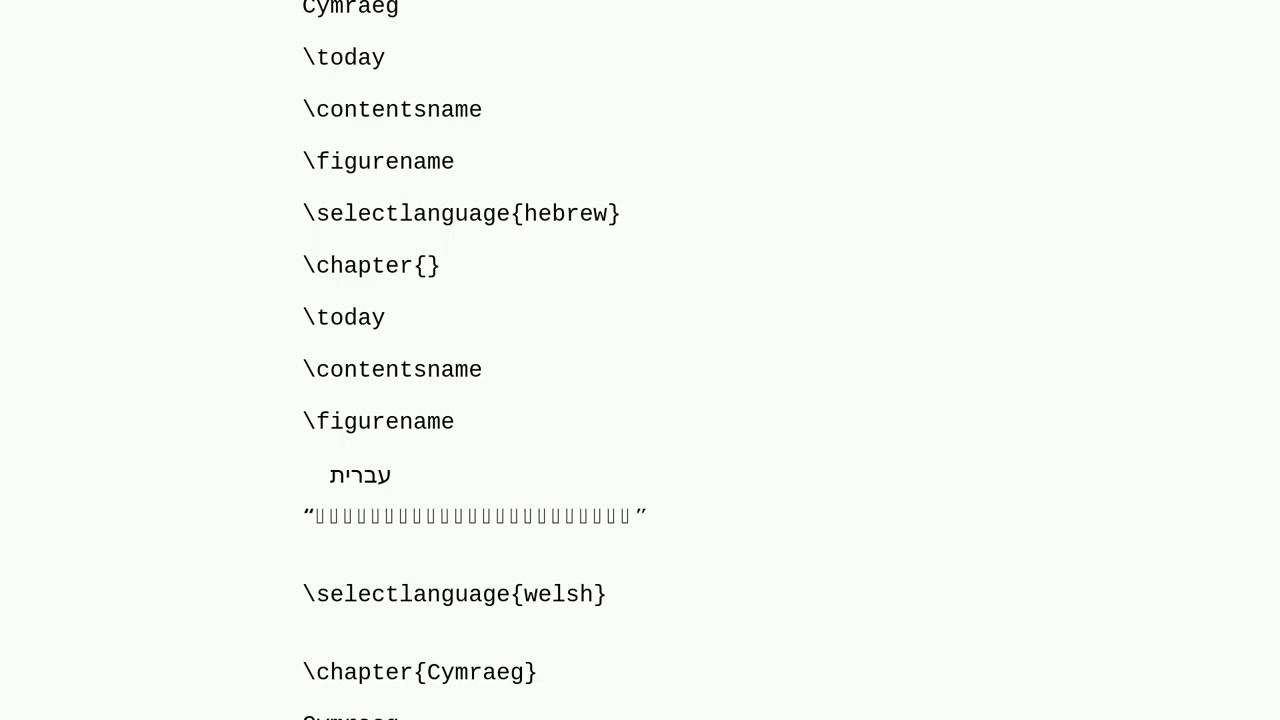 Cymraeg
\today
\contentsname
\figurename
\selectlanguage{hebrew}
\chapter{}
\today
\contentsname
\figurename
עברית
\selectlanguage{welsh}
\chapter{Cymraeg}